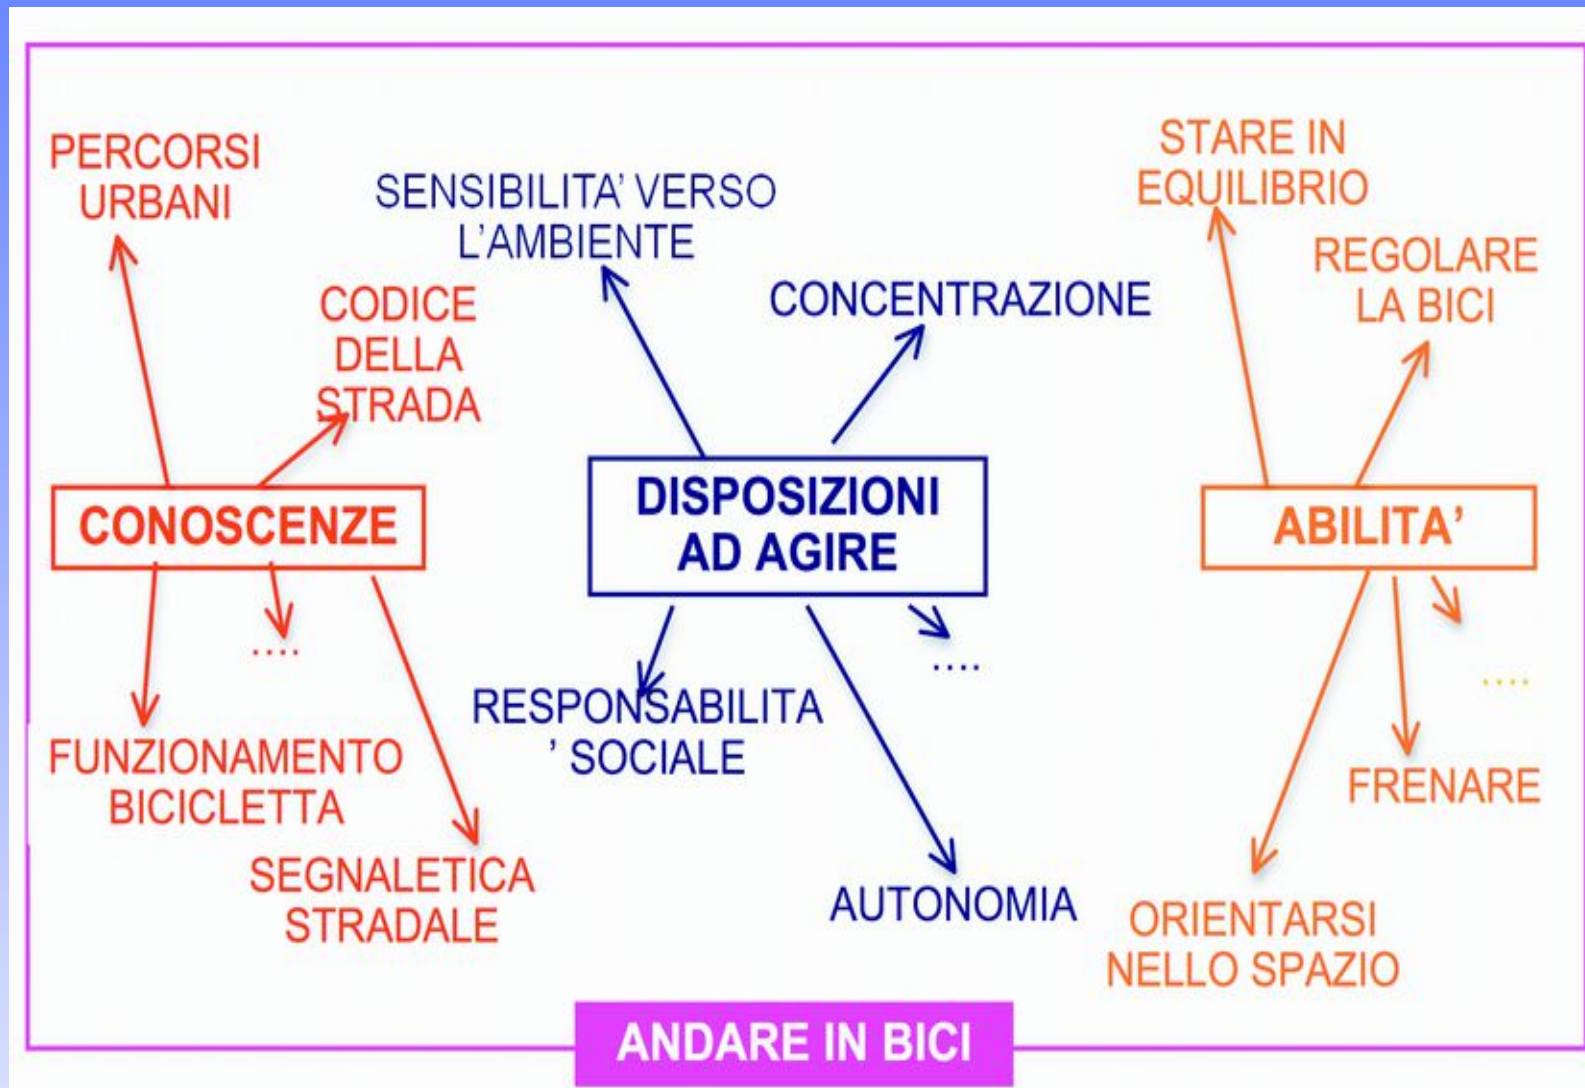 PERCORSI
URBANI
CODICE
DELLA
STRADA
CONOSCENZE
....
FUNZIONAMENTO
BICICLETTA
SEGNALETICA
STRADALE
SENSIBILITA’ VERSO
L’AMBIENTE
CONCENTRAZIONE
DISPOSIZIONI
AD AGIRE
....
RESPONSABILITA
’ SOCIALE
AUTONOMIA
STARE IN
EQUILIBRIO
REGOLARE
LA BICI
ABILITA’
....
FRENARE
ORIENTARSI
NELLO SPAZIO
ANDARE IN BICI